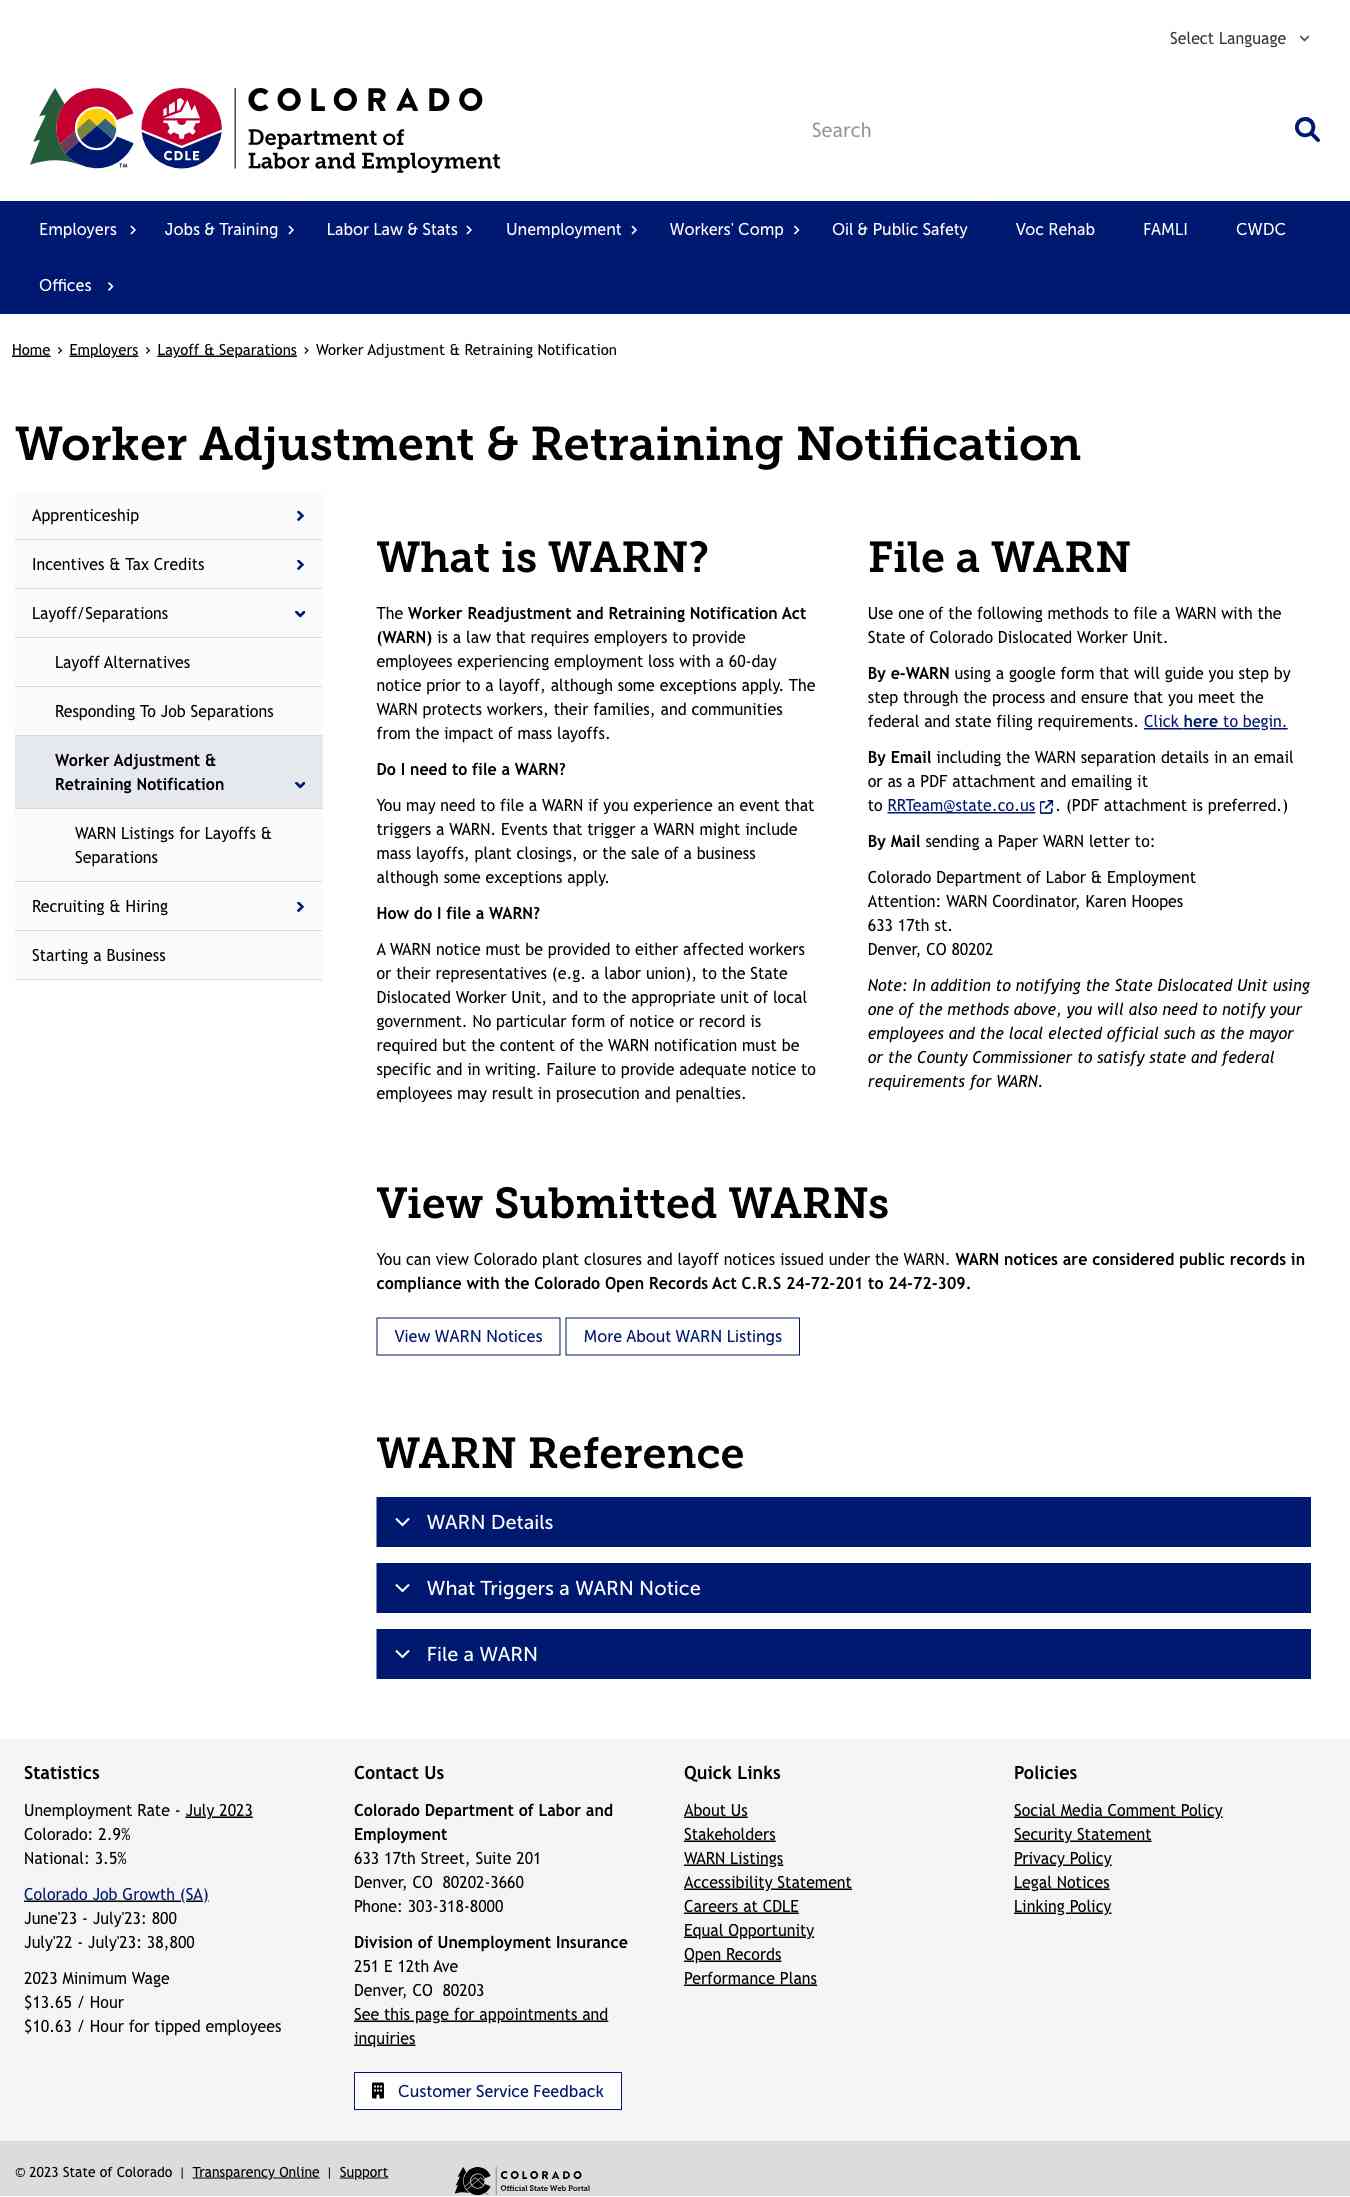 Select Language
COLORADO
Department of
Labor and Employment
CDLE
TM
Search
Employers Jobs & Training Labor Law & Stats Unemployment Workers' Comp Oil & Public Safety Voc Rehab FAMLI CWDC
Offices
Home › Employers › Layoff & Separations › Worker Adjustment & Retraining Notification
Worker Adjustment & Retraining Notification
Apprenticeship
Incentives & Tax Credits
Layoff/Separations
Layoff Alternatives
Responding To Job Separations
Worker Adjustment &
Retraining Notification
WARN Listings for Layoffs &
Separations
Recruiting & Hiring
Starting a Business
What is WARN?
The Worker Readjustment and Retraining Notification Act
(WARN) is a law that requires employers to provide
employees experiencing employment loss with a 60-day
notice prior to a layoff, although some exceptions apply. The
WARN protects workers, their families, and communities
from the impact of mass layoffs.
Do I need to file a WARN?
You may need to file a WARN if you experience an event that
triggers a WARN. Events that trigger a WARN might include
mass layoffs, plant closings, or the sale of a business
although some exceptions apply.
How do I file a WARN?
A WARN notice must be provided to either affected workers
or their representatives (e.g. a labor union), to the State
Dislocated Worker Unit, and to the appropriate unit of local
government. No particular form of notice or record is
required but the content of the WARN notification must be
specific and in writing. Failure to provide adequate notice to
employees may result in prosecution and penalties.
File a WARN
Use one of the following methods to file a WARN with the
State of Colorado Dislocated Worker Unit.
By e-WARN using a google form that will guide you step by
step through the process and ensure that you meet the
federal and state filing requirements. Click here to begin.
By Email including the WARN separation details in an email
or as a PDF attachment and emailing it
to RRTeam@state.co.us . (PDF attachment is preferred.)
By Mail sending a Paper WARN letter to:
Colorado Department of Labor & Employment
Attention: WARN Coordinator, Karen Hoopes
633 17th st.
Denver, CO 80202
Note: In addition to notifying the State Dislocated Unit using
one of the methods above, you will also need to notify your
employees and the local elected official such as the mayor
or the County Commissioner to satisfy state and federal
requirements for WARN.
View Submitted WARNs
You can view Colorado plant closures and layoff notices issued under the WARN. WARN notices are considered public records in
compliance with the Colorado Open Records Act C.R.S 24-72-201 to 24-72-309.
View WARN Notices More About WARN Listings
WARN Reference
WARN Details
What Triggers a WARN Notice
File a WARN
Statistics
Unemployment Rate - July 2023
Colorado: 2.9%
National: 3.5%
Colorado Job Growth (SA)
June'23 - July'23: 800
July'22 - July'23: 38,800
2023 Minimum Wage
$13.65 / Hour
$10.63 / Hour for tipped employees
Contact Us
Colorado Department of Labor and
Employment
633 17th Street, Suite 201
Denver, CO 80202-3660
Phone: 303-318-8000
Division of Unemployment Insurance
251 E 12th Ave
Denver, CO 80203
See this page for appointments and
inquiries
Customer Service Feedback
Quick Links
About Us
Stakeholders
WARN Listings
Accessibility Statement
Careers at CDLE
Equal Opportunity
Open Records
Performance Plans
Policies
Social Media Comment Policy
Security Statement
Privacy Policy
Legal Notices
Linking Policy
© 2023 State of Colorado | Transparency Online | Support
COLORADO
Official State Web Portal